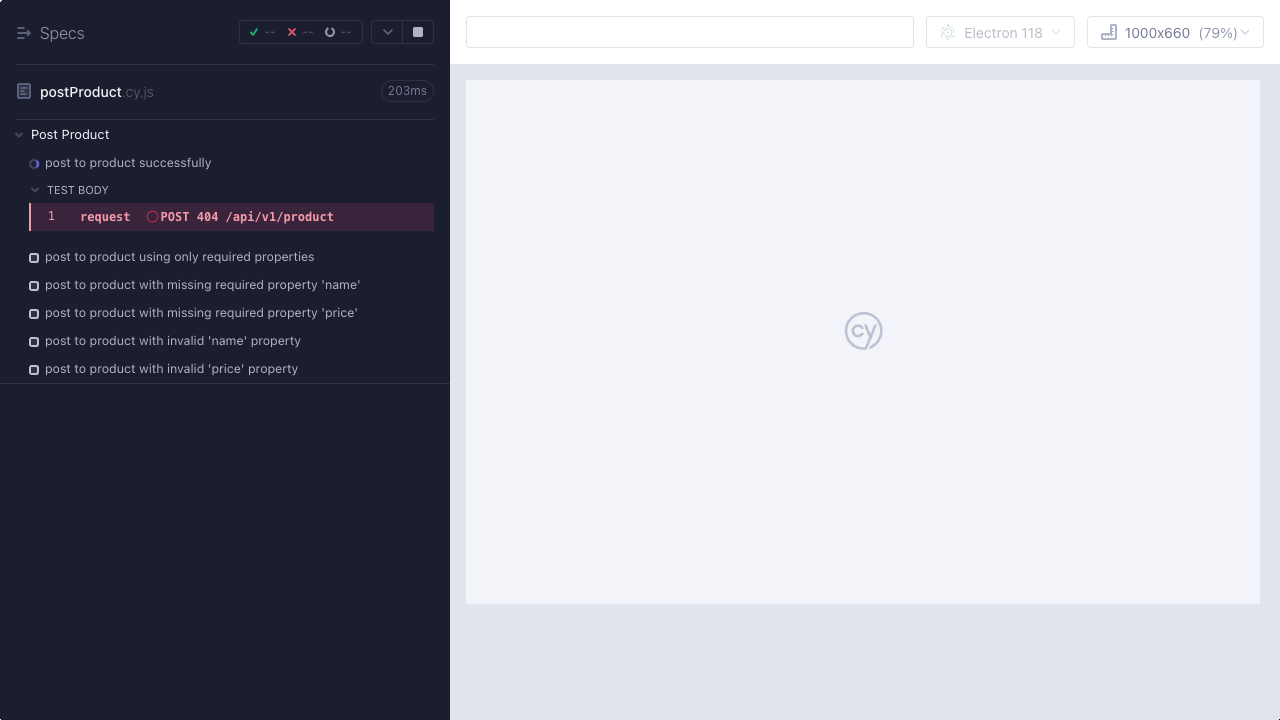 Specs
-- -- --
Electron 118
1000x660 (79%)
postProduct.cy.js
203ms
Post Product
post to product successfully
TEST BODY
1 request POST 404 /api/v1/product
post to product using only required properties
post to product with missing required property 'name'
post to product with missing required property 'price'
post to product with invalid 'name' property
post to product with invalid 'price' property
cy